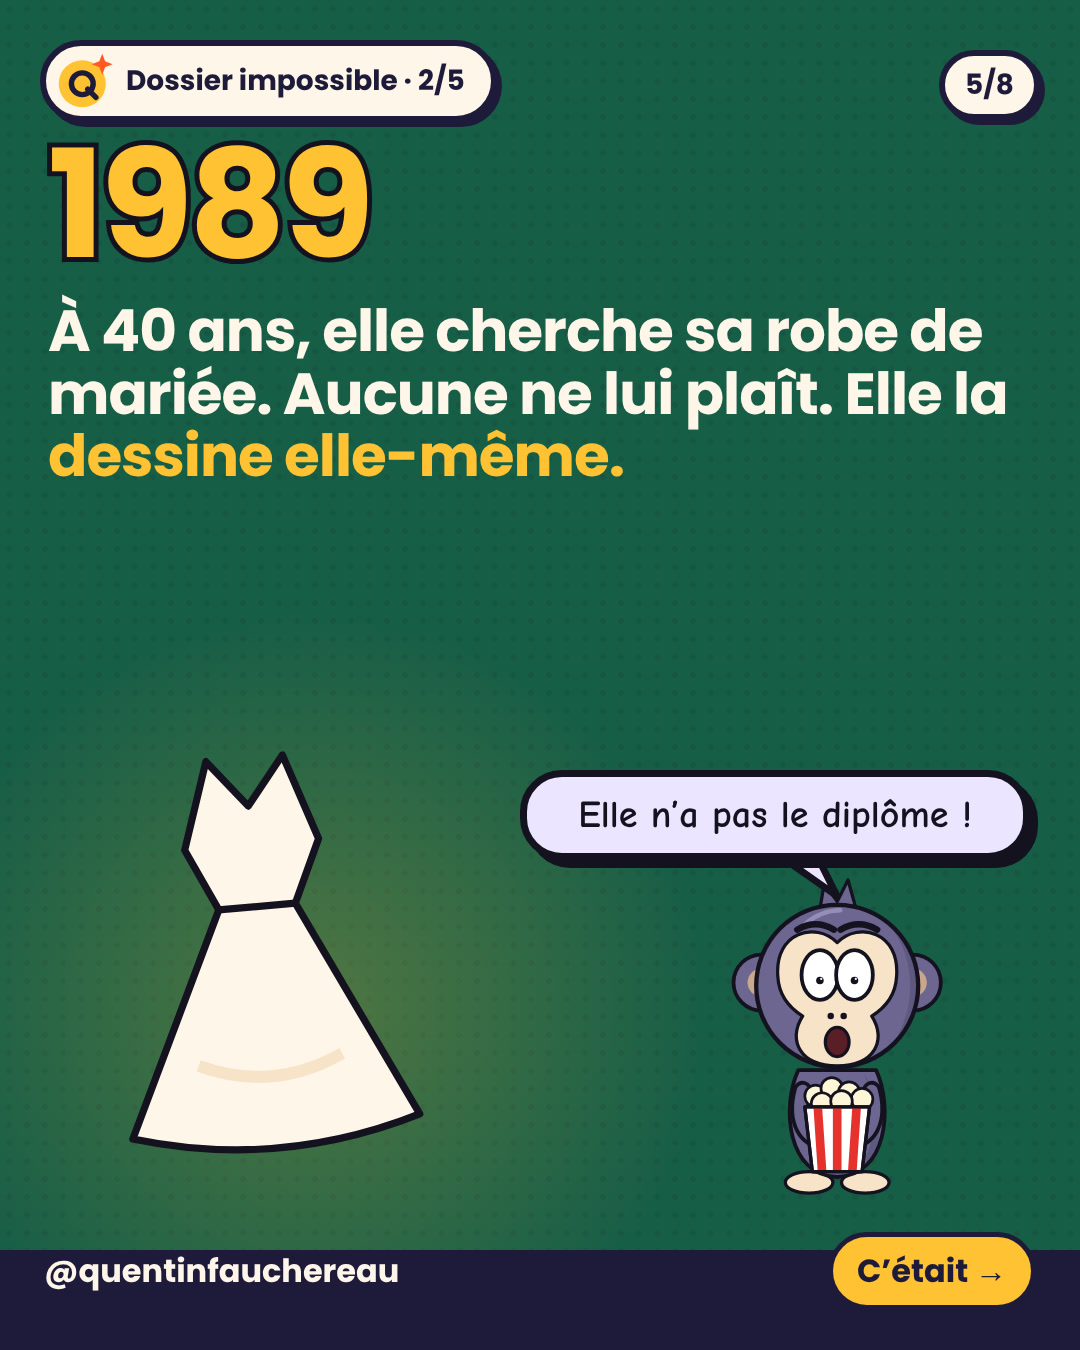 Q Dossier impossible · 2/5
5/8
1989
À 40 ans, elle cherche sa robe de
mariée. Aucune ne lui plaît. Elle la
dessine elle-même.
Elle n’a pas le diplôme !
@quentinfauchereau
C’était →